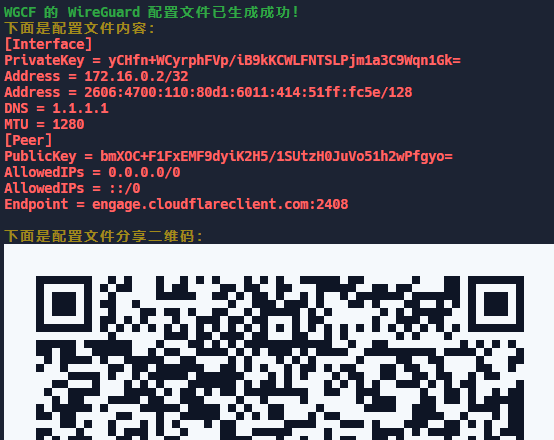 WGCF 的 WireGuard 配置文件已生成成功!
下面是配置文件内容:
[Interface]
PrivateKey = yCHfn+WCyrphFVp/iB9kKCWLFNTSLPjm1a3C9Wqn1Gk=
Address = 172.16.0.2/32
Address = 2606:4700:110:80d1:6011:414:51ff:fc5e/128
DNS = 1.1.1.1
MTU = 1280
[Peer]
PublicKey = bmXOC+F1FxEMF9dyiK2H5/1SUtzH0JuVo51h2wPfgyo=
AllowedIPs = 0.0.0.0/0
AllowedIPs = ::/0
Endpoint = engage.cloudflareclient.com:2408
下面是配置文件分享二维码: